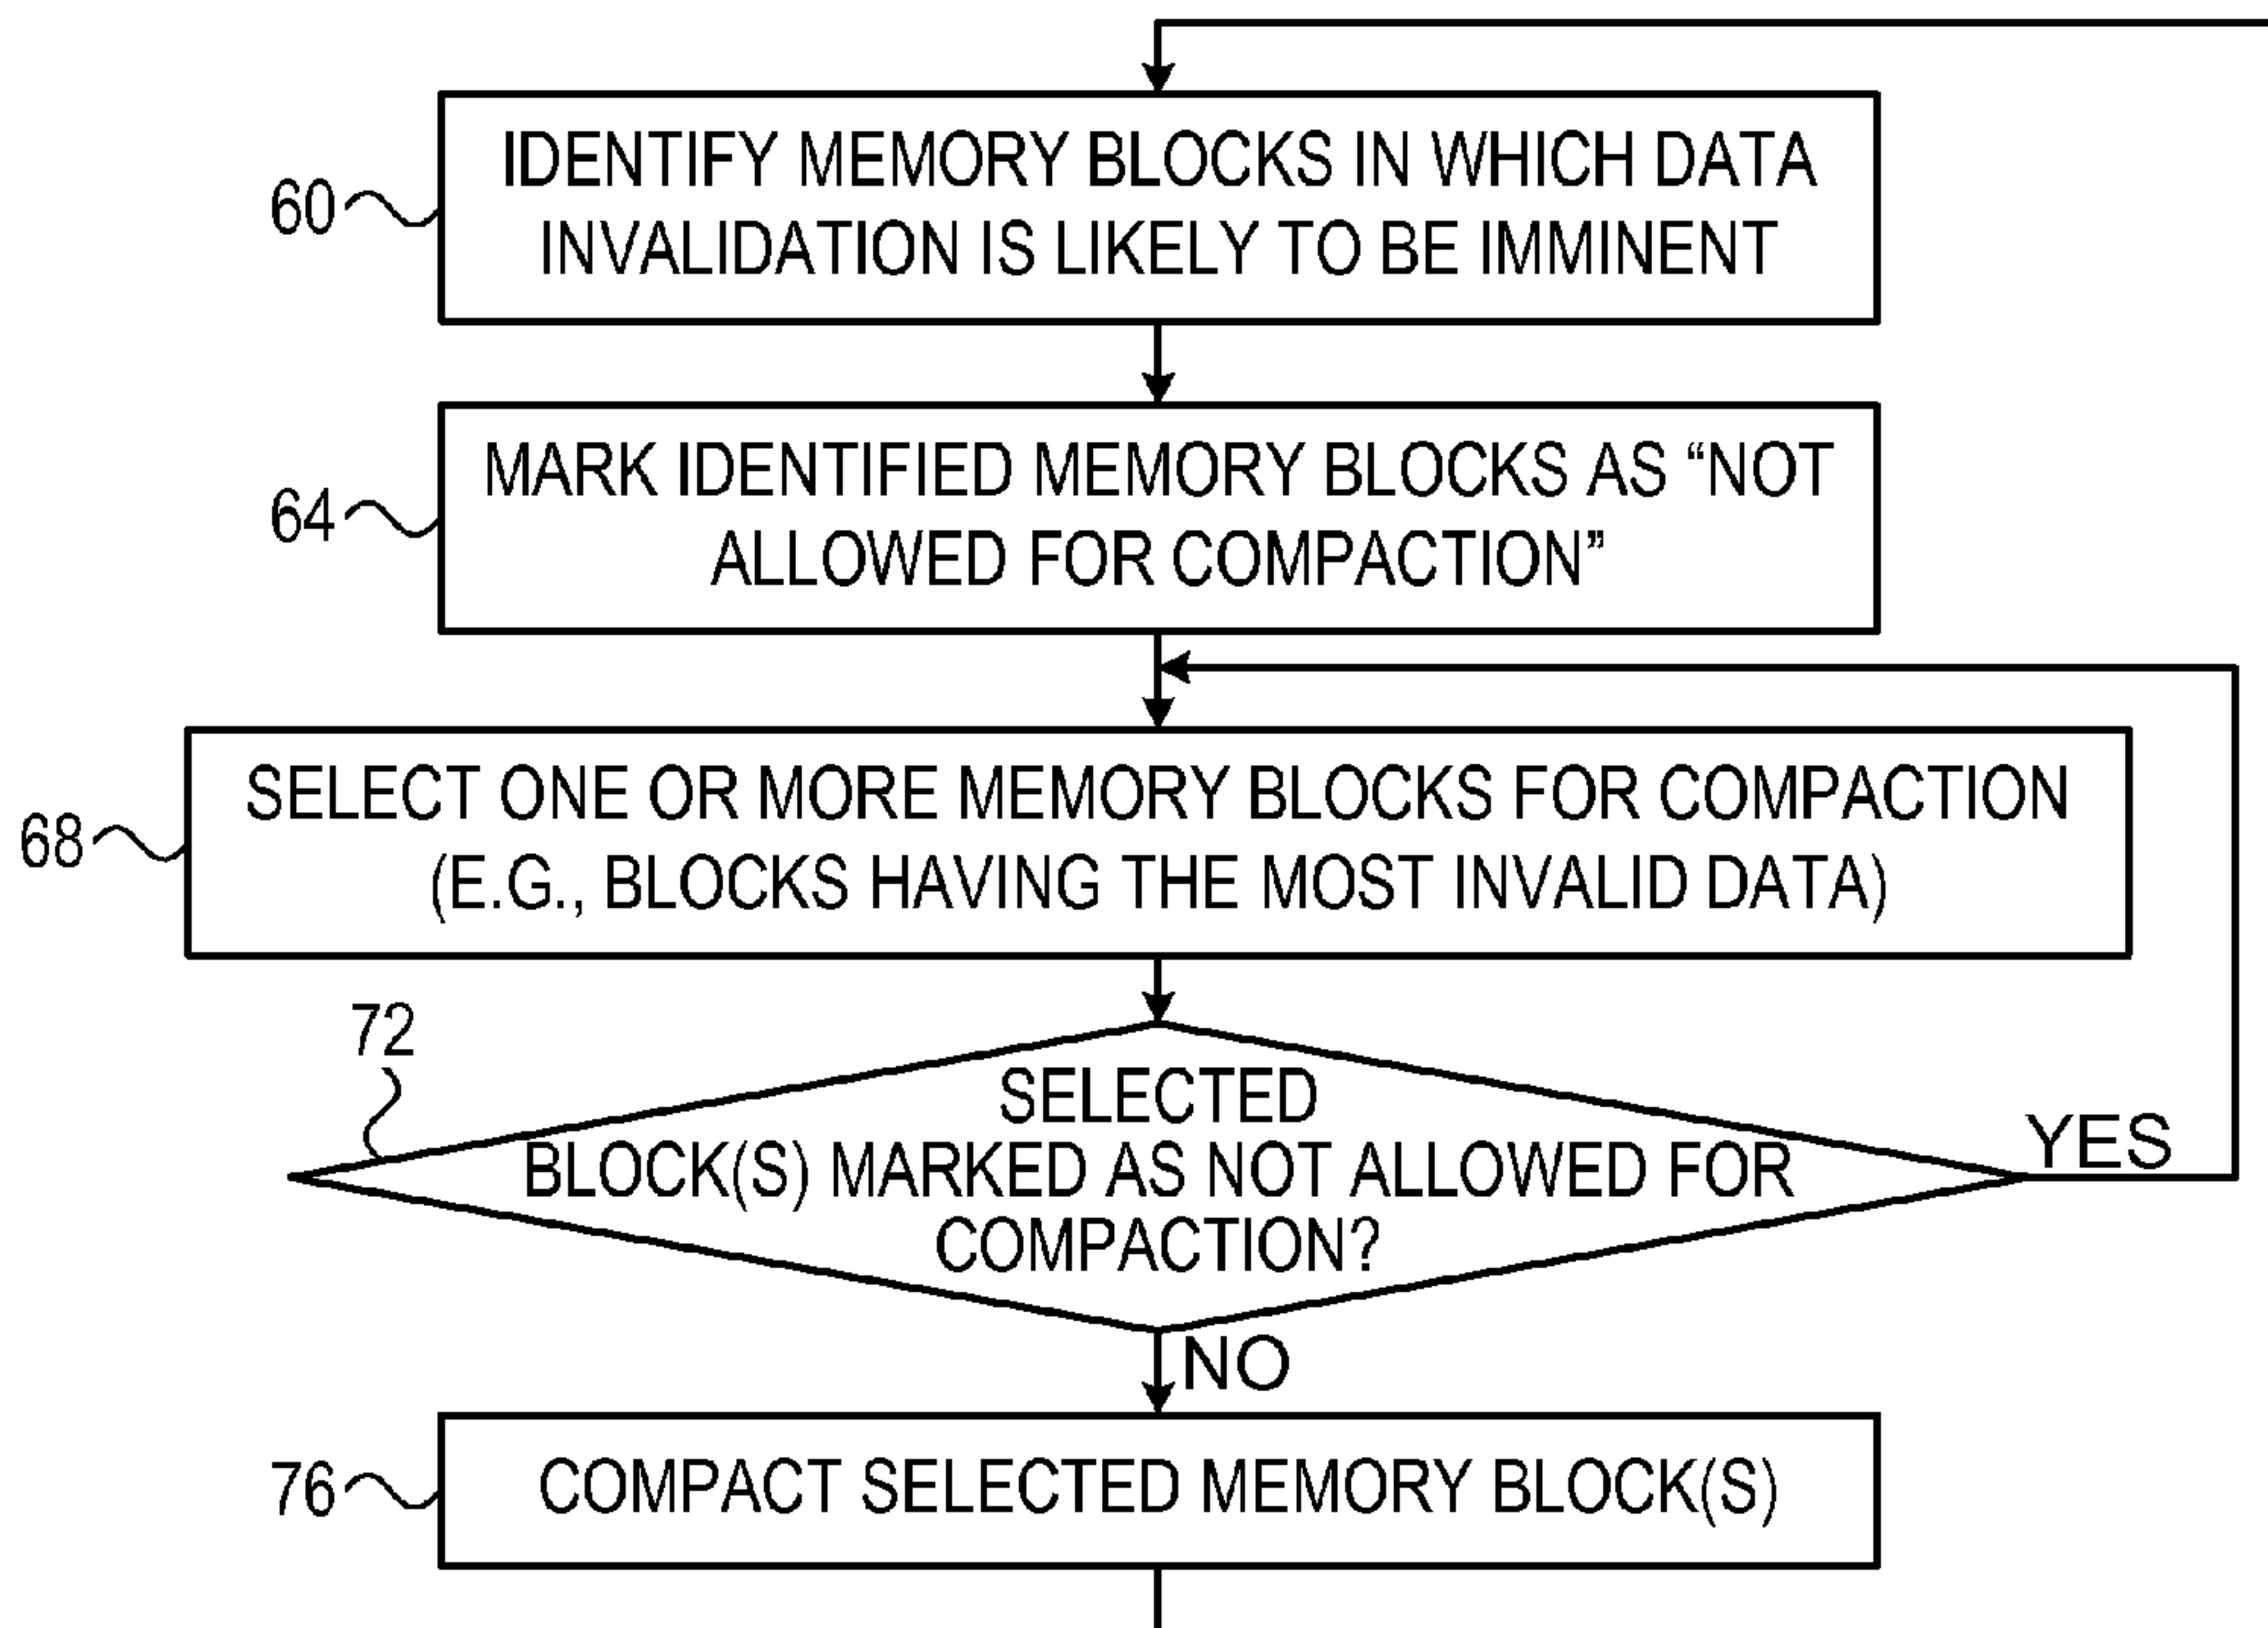 60
IDENTIFY MEMORY BLOCKS IN WHICH DATA
INVALIDATION IS LIKELY TO BE IMMINENT
64
MARK IDENTIFIED MEMORY BLOCKS AS “NOT
ALLOWED FOR COMPACTION”
68
SELECT ONE OR MORE MEMORY BLOCKS FOR COMPACTION
(E.G., BLOCKS HAVING THE MOST INVALID DATA)
72
SELECTED
BLOCK(S) MARKED AS NOT ALLOWED FOR
COMPACTION?
YES
NO
76
COMPACT SELECTED MEMORY BLOCK(S)